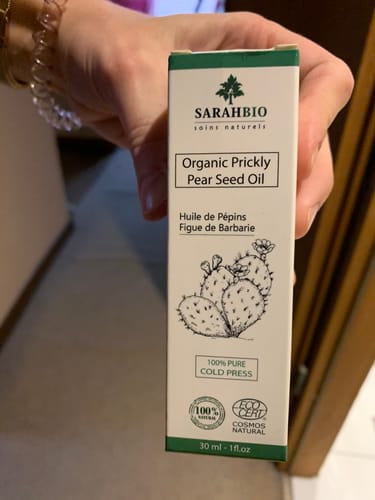 SARAHBIO
soins naturels
Organic Prickly
Pear Seed Oil
Huile de Pépins
Figue de Barbarie
100% PURE
COLD PRESS
100%
NATURAL
ECO
CERT
COSMOS
NATURAL
30 ml - 1fl.oz